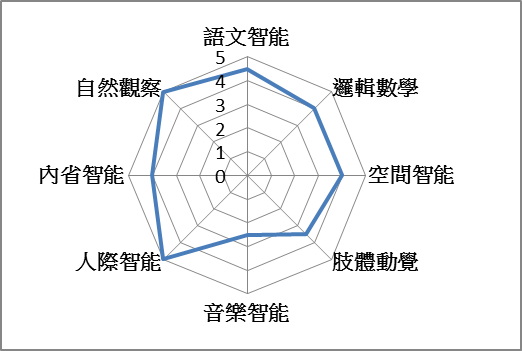 語文智能
5
自然觀察
邏輯數學
4
3
2
1
內省智能
0
空間智能
人際智能
肢體動覺
音樂智能